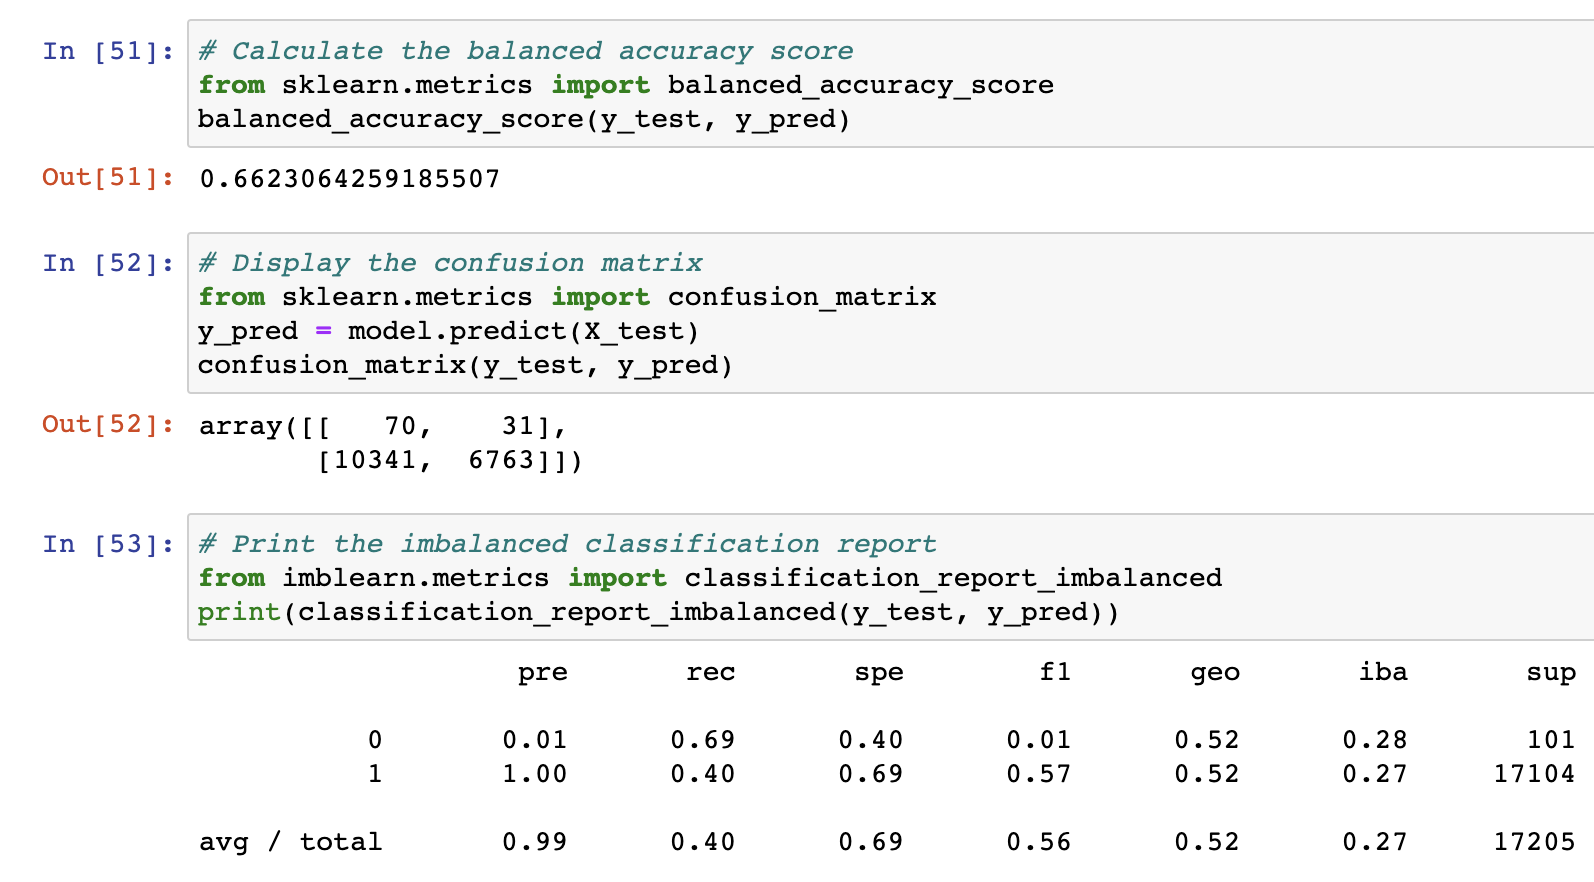 In [51]: # Calculate the balanced accuracy score
from sklearn.metrics import balanced_accuracy_score
balanced_accuracy_score(y_test, y_pred)
Out[51]: 0.6623064259185507
In [52]: # Display the confusion matrix
from sklearn.metrics import confusion_matrix
y_pred = model.predict(X_test)
confusion_matrix(y_test, y_pred)
Out[52]: array([[   70,    31],
       [10341,  6763]])
In [53]: # Print the imbalanced classification report
from imblearn.metrics import classification_report_imbalanced
print(classification_report_imbalanced(y_test, y_pred))
pre rec spe f1 geo iba sup
0 0.01 0.69 0.40 0.01 0.52 0.28 101
1 1.00 0.40 0.69 0.57 0.52 0.27 17104
avg / total 0.99 0.40 0.69 0.56 0.52 0.27 17205